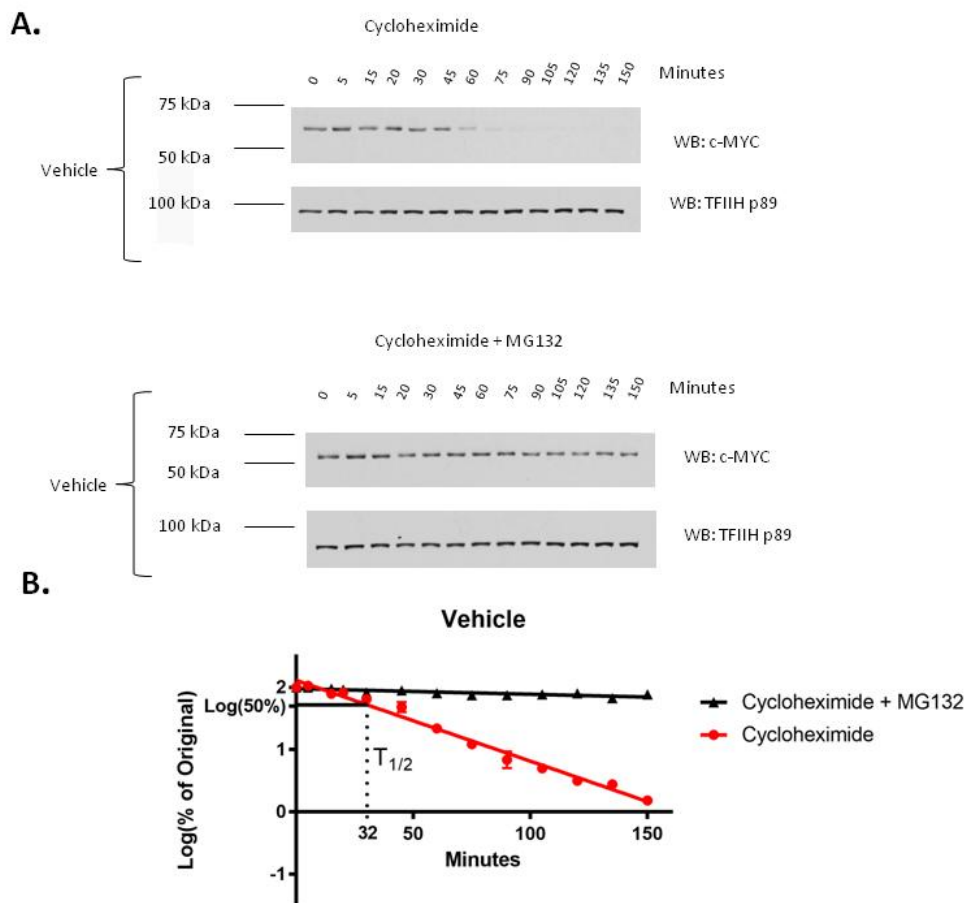 A.
Cycloheximide
0 5 15 20 30 45 60 75 90 105 120 135 150 Minutes
75 kDa
WB: c-MYC
50 kDa
Vehicle
100 kDa
WB: TFIIH p89
Cycloheximide + MG132
0 5 15 20 30 45 60 75 90 105 120 135 150 Minutes
75 kDa
WB: c-MYC
50 kDa
Vehicle
100 kDa
WB: TFIIH p89
B.
Vehicle
Log(% of Original)
2
Log(50%)
1
0
-1
T1/2
32 50 100 150
Minutes
Cycloheximide + MG132
Cycloheximide